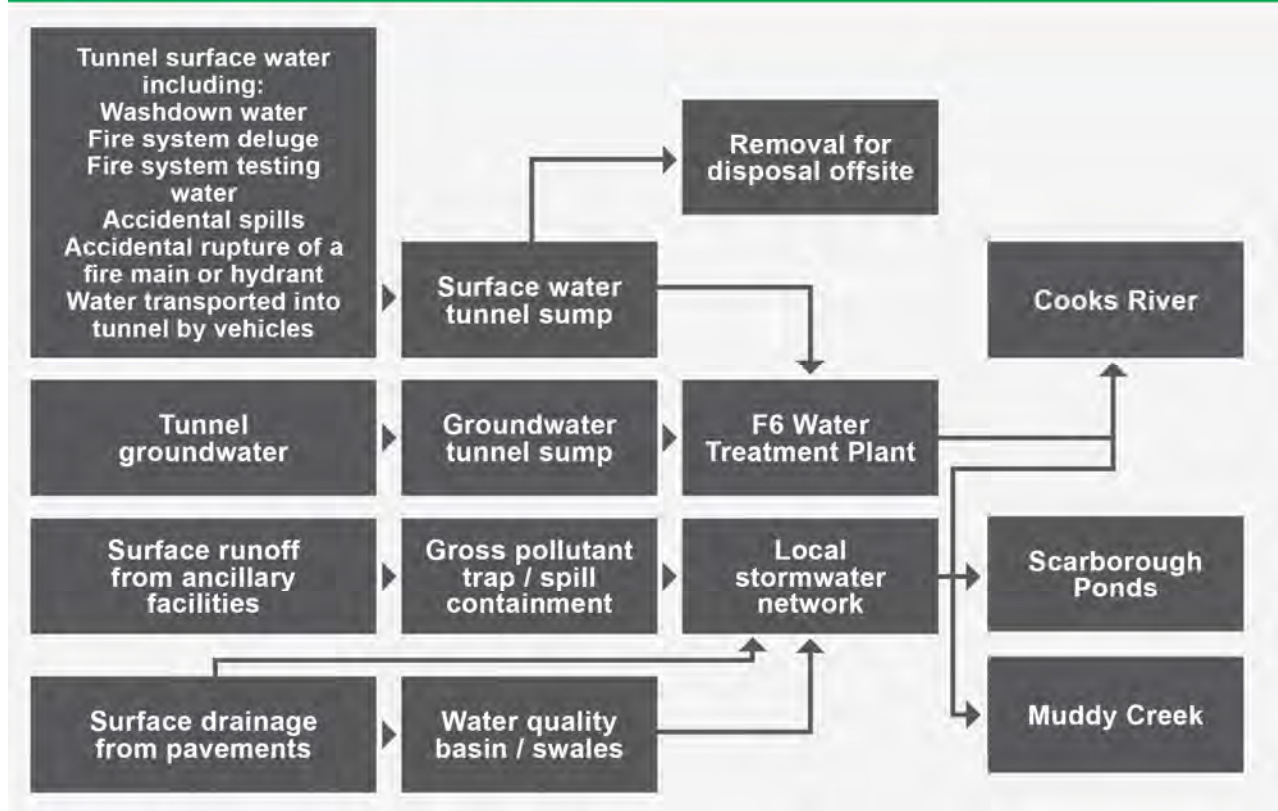 Tunnel surface water
including:
Washdown water
Fire system deluge
Fire system testing
water
Accidental spills
Accidental rupture of a
fire main or hydrant
Water transported into
tunnel by vehicles
Surface water
tunnel sump
Removal for
disposal offsite
Cooks River
Tunnel
groundwater
Groundwater
tunnel sump
F6 Water
Treatment Plant
Surface runoff
from ancillary
facilities
Gross pollutant
trap / spill
containment
Local
stormwater
network
Scarborough
Ponds
Surface drainage
from pavements
Water quality
basin / swales
Muddy Creek